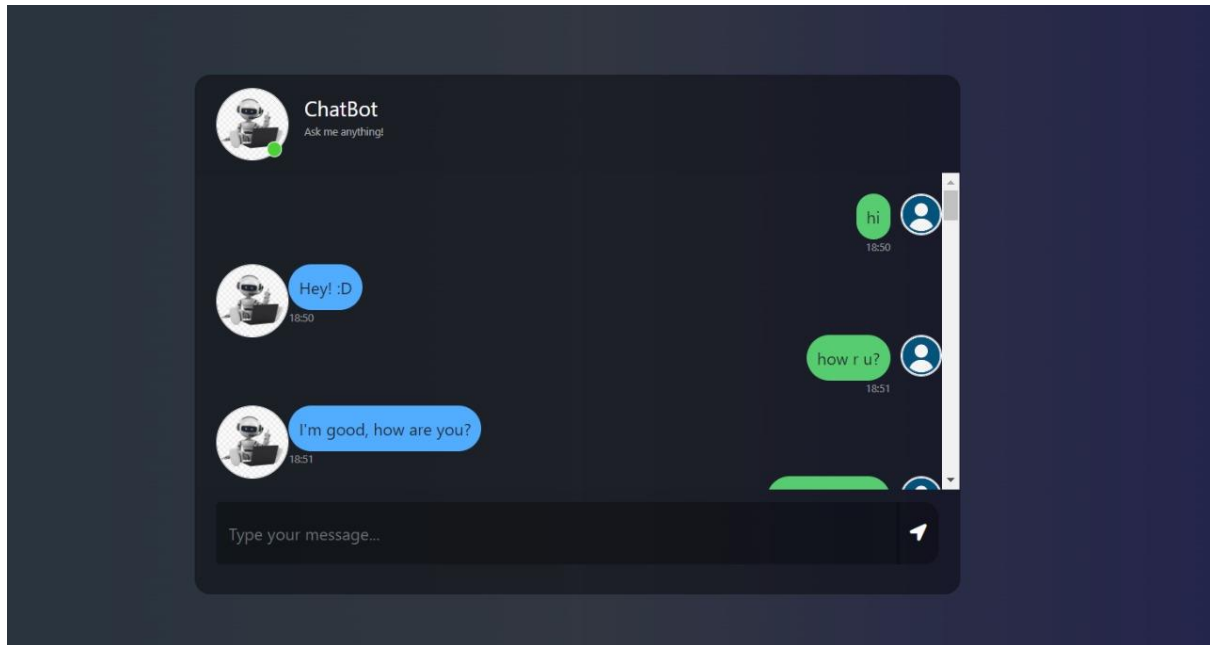 ChatBot
Ask me anything!
hi
18:50
Hey! :D
18:50
how r u?
18:51
I'm good, how are you?
18:51
Type your message...